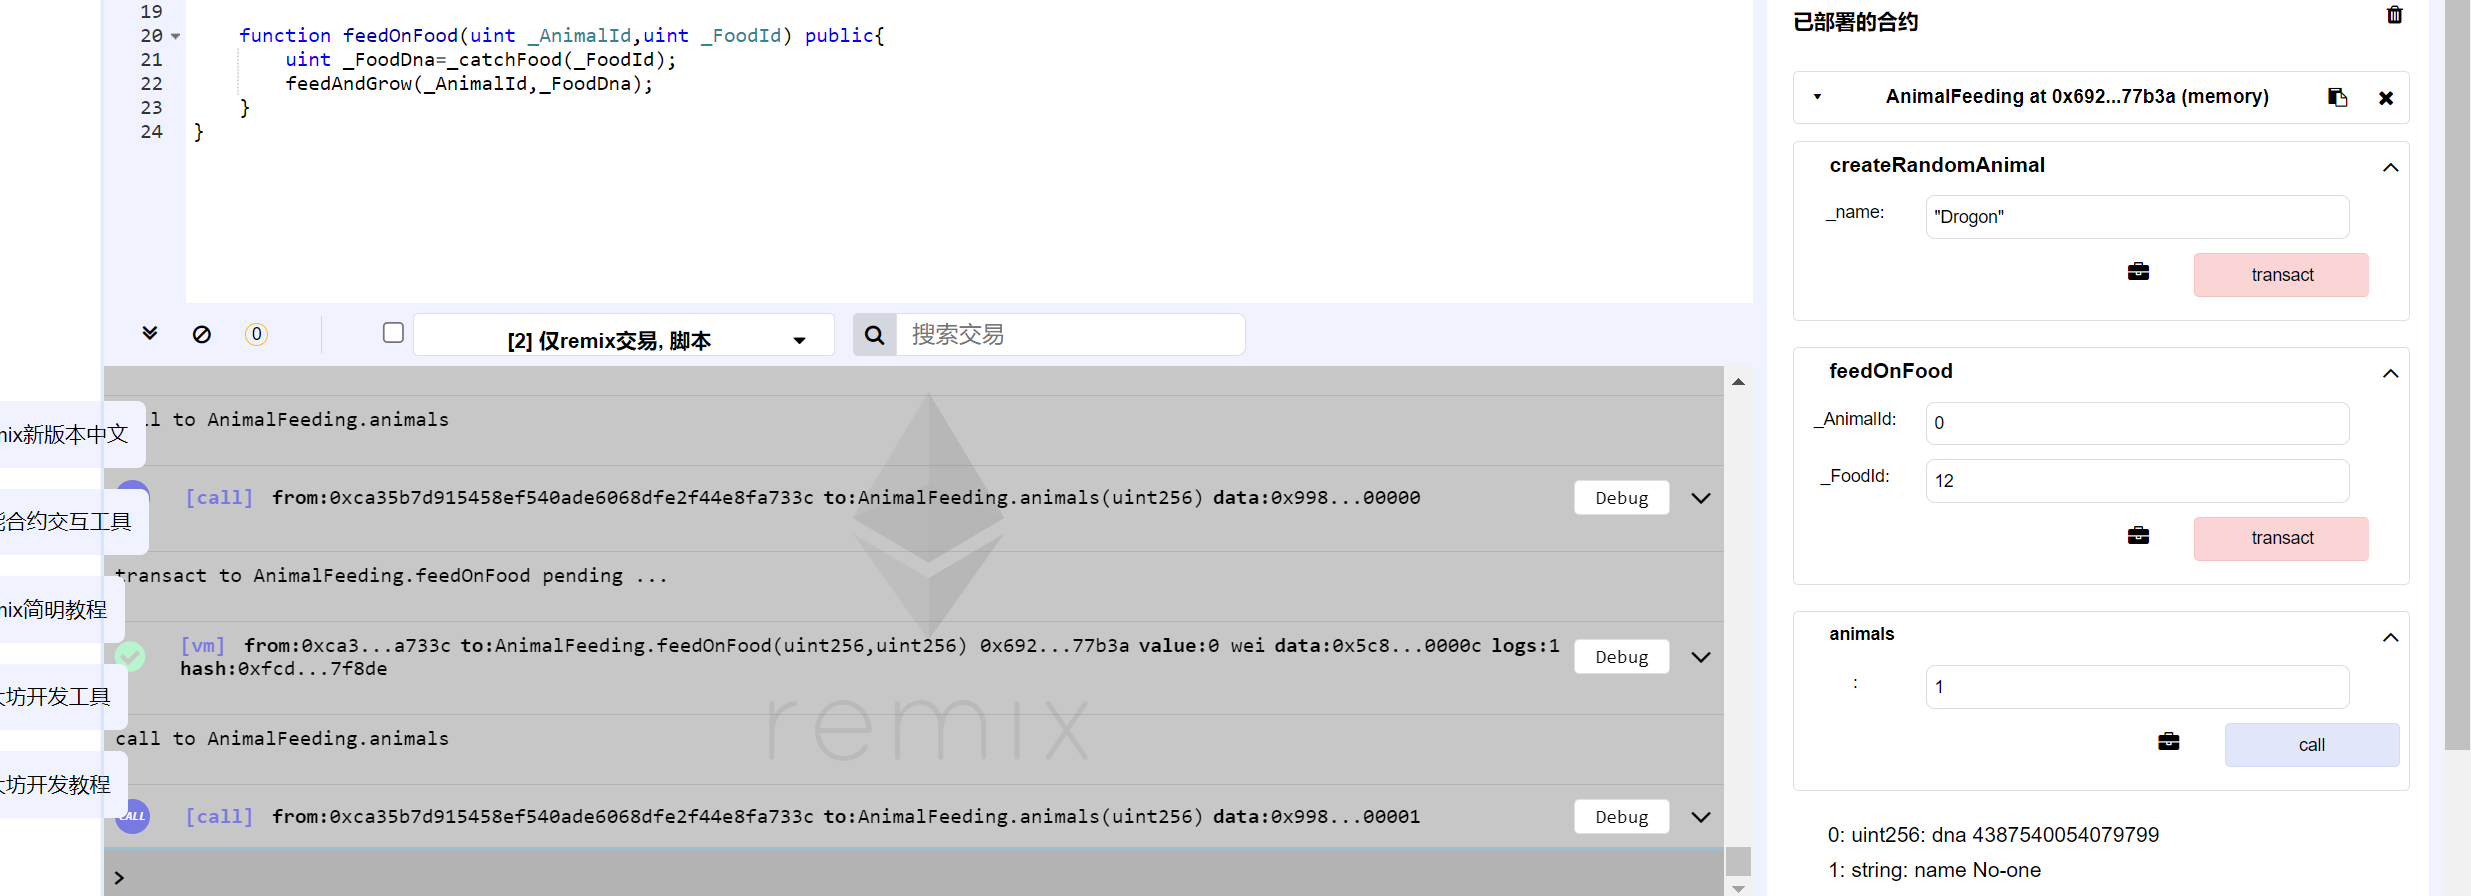 19
20 function feedOnFood(uint _AnimalId,uint _FoodId) public{
21 uint _FoodDna=_catchFood(_FoodId);
22 feedAndGrow(_AnimalId,_FoodDna);
23 }
24 }
0
[2] 仅remix交易, 脚本
搜索交易
ll to AnimalFeeding.animals
mix新版本中文
[call] from:0xca35b7d915458ef540ade6068dfe2f44e8fa733c to:AnimalFeeding.animals(uint256) data:0x998...00000
Debug
能合约交互工具
transact to AnimalFeeding.feedOnFood pending ...
mix简明教程
[vm] from:0xca3...a733c to:AnimalFeeding.feedOnFood(uint256,uint256) 0x692...77b3a value:0 wei data:0x5c8...0000c logs:1
hash:0xfcd...7f8de
Debug
坊开发工具
remix
call to AnimalFeeding.animals
坊开发教程
CALL
[call] from:0xca35b7d915458ef540ade6068dfe2f44e8fa733c to:AnimalFeeding.animals(uint256) data:0x998...00001
Debug
>
已部署的合约
AnimalFeeding at 0x692...77b3a (memory)
createRandomAnimal
_name: "Drogon"
transact
feedOnFood
_AnimalId: 0
_FoodId: 12
transact
animals
: 1
call
0: uint256: dna 4387540054079799
1: string: name No-one